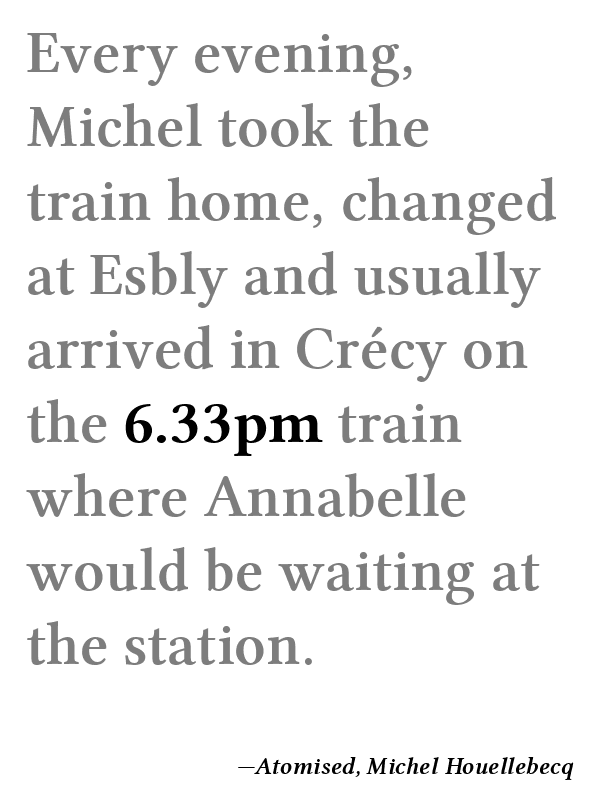 Every evening,
Michel took the
train home, changed
at Esbly and usually
arrived in Crécy on
the 6.33pm train
where Annabelle
would be waiting at
the station.
—Atomised, Michel Houellebecq